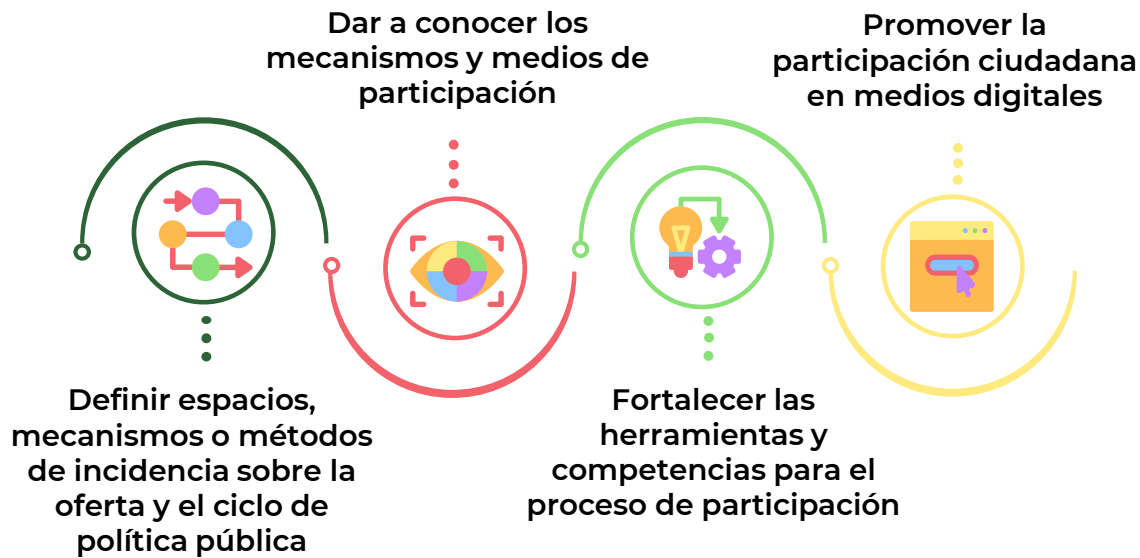 Definir espacios,
mecanismos o métodos
de incidencia sobre la
oferta y el ciclo de
política pública
Dar a conocer los
mecanismos y medios de
participación
Fortalecer las
herramientas y
competencias para el
proceso de participación
Promover la
participación ciudadana
en medios digitales